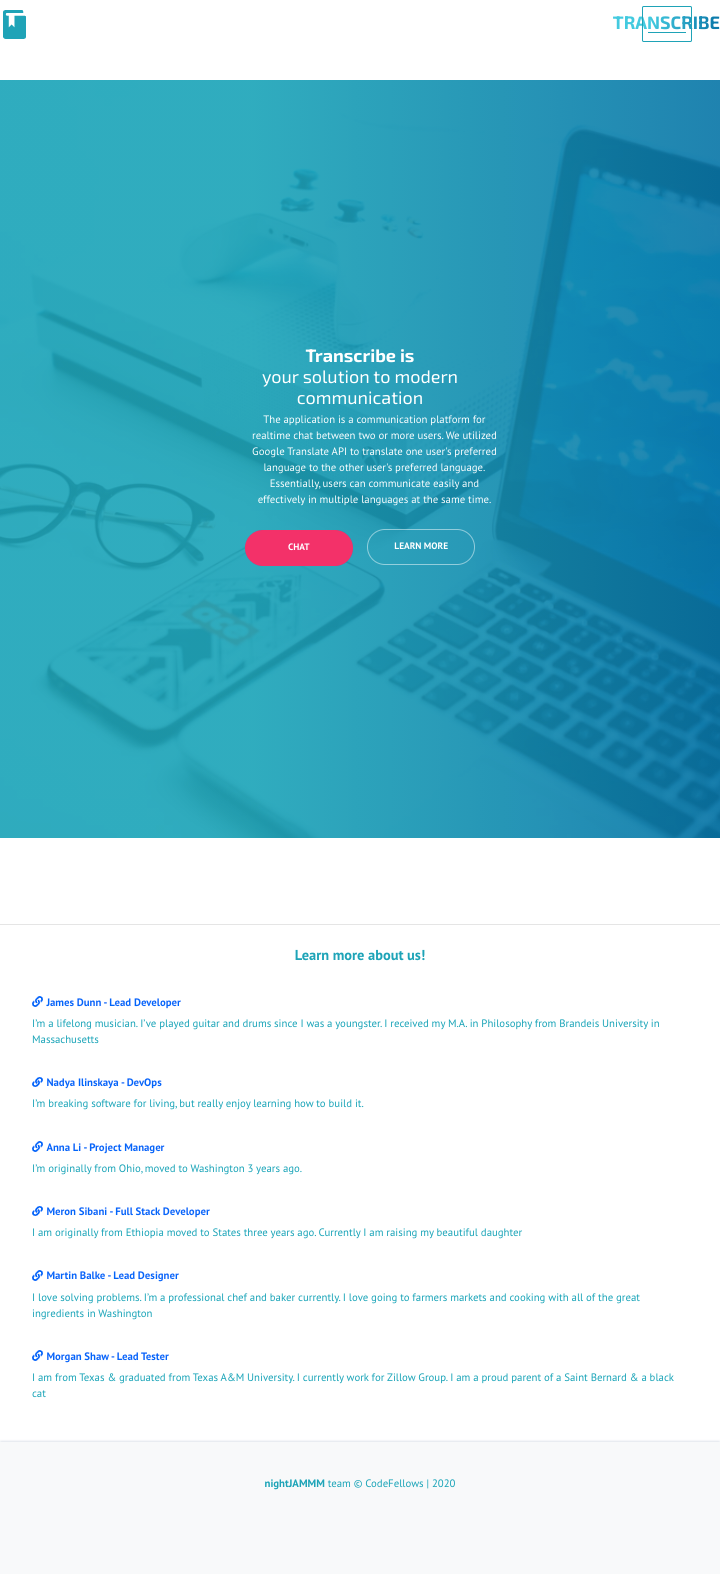 TRANSCRIBE
Transcribe is
your solution to modern
communication
The application is a communication platform for
realtime chat between two or more users. We utilized
Google Translate API to translate one user's preferred
language to the other user's preferred language.
Essentially, users can communicate easily and
effectively in multiple languages at the same time.
CHAT
LEARN MORE
Learn more about us!
James Dunn - Lead Developer
I'm a lifelong musician. I've played guitar and drums since I was a youngster. I received my M.A. in Philosophy from Brandeis University in
Massachusetts
Nadya Ilinskaya - DevOps
I'm breaking software for living, but really enjoy learning how to build it.
Anna Li - Project Manager
I'm originally from Ohio, moved to Washington 3 years ago.
Meron Sibani - Full Stack Developer
I am originally from Ethiopia moved to States three years ago. Currently I am raising my beautiful daughter
Martin Balke - Lead Designer
I love solving problems. I'm a professional chef and baker currently. I love going to farmers markets and cooking with all of the great
ingredients in Washington
Morgan Shaw - Lead Tester
I am from Texas & graduated from Texas A&M University. I currently work for Zillow Group. I am a proud parent of a Saint Bernard & a black
cat
nightJAMMM team © CodeFellows | 2020